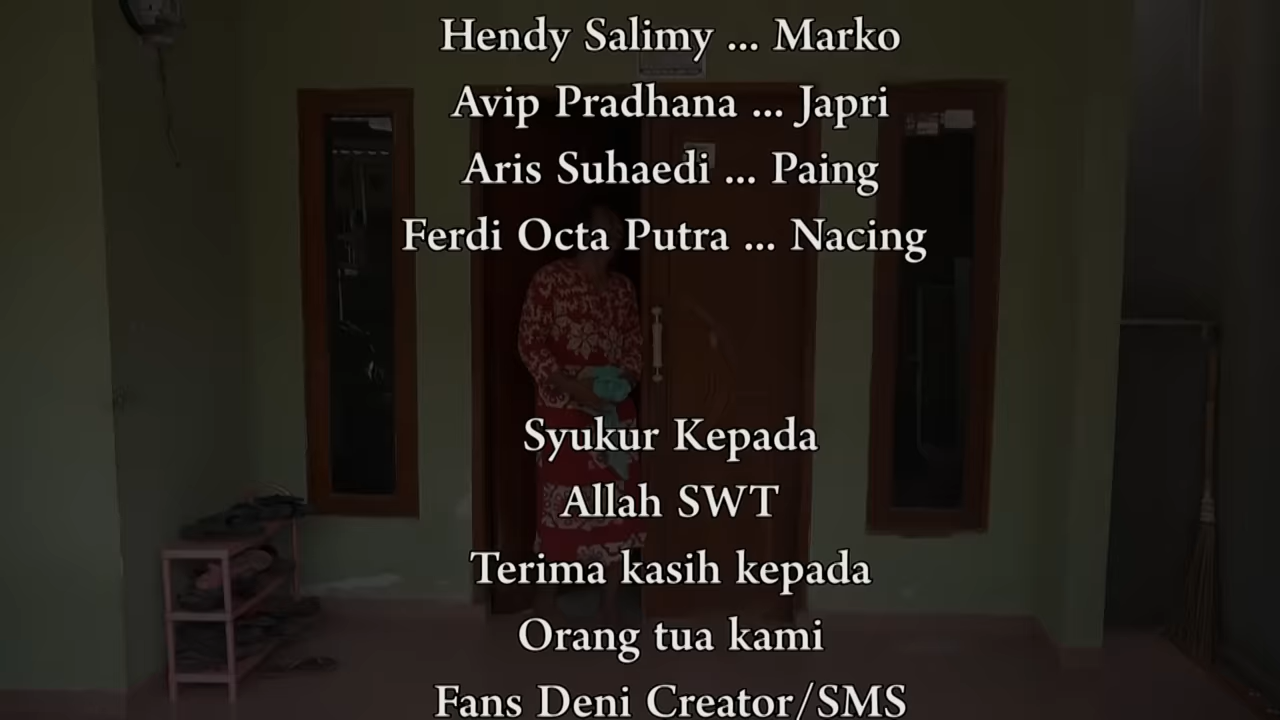 Hendy Salimy ... Marko
Avip Pradhana ... Japri
Aris Suhaedi ... Paing
Ferdi Octa Putra ... Nacing
Syukur Kepada
Allah SWT
Terima kasih kepada
Orang tua kami
Fans Deni Creator/SMS